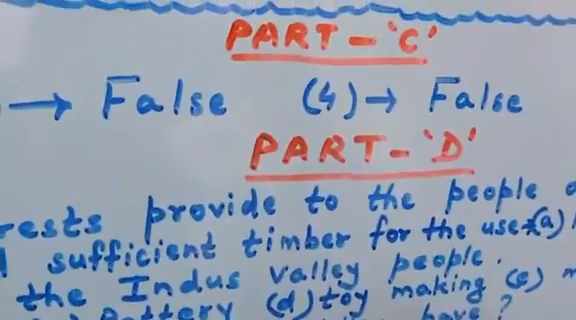 PART-'C'
→ False (4)→ False
PART-'D'
rests provide to the people
sufficient timber for the use (a)
the Indus valley people.
Pottery (d) toy making (e)
have?